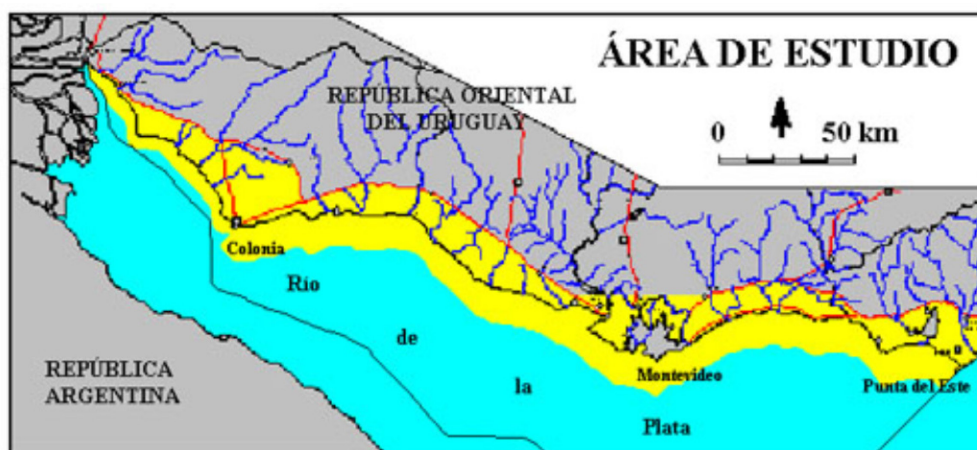 ÁREA DE ESTUDIO
REPÚBLICA ORIENTAL
DEL URUGUAY
0 50 km
Colonia
Río
de
la
Plata
Montevideo
Punta del Este
REPÚBLICA
ARGENTINA